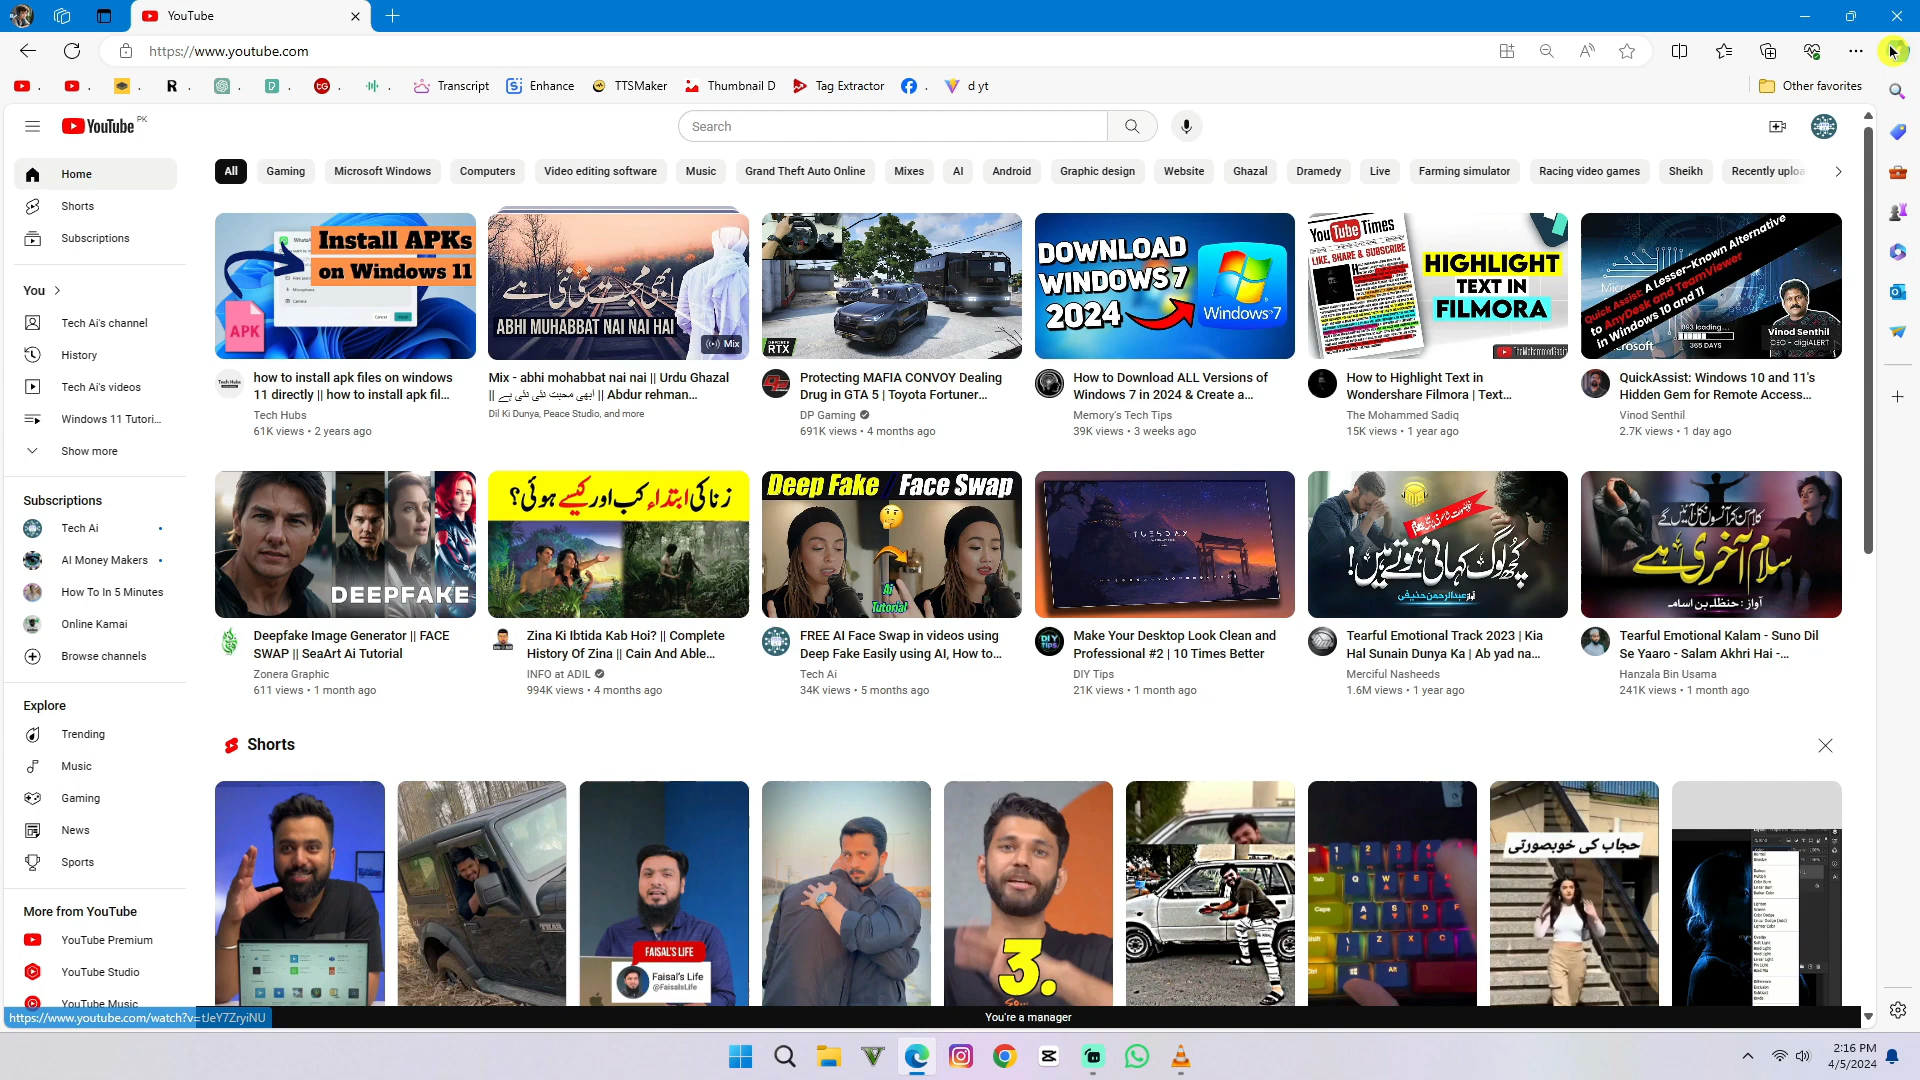 YouTube
https://www.youtube.com
Transcript
Enhance
TTSMaker
Thumbnail D
Tag Extractor
d yt
Other favorites
YouTube PK
Search
Home
Shorts
Subscriptions
You
Tech Ai's channel
History
Tech Ai's videos
Windows 11 Tutori...
Show more
Subscriptions
Tech Ai
AI Money Makers
How To In 5 Minutes
Online Kamai
Browse channels
Explore
Trending
Music
Gaming
News
Sports
More from YouTube
YouTube Premium
YouTube Studio
YouTube Music
All
Gaming
Microsoft Windows
Computers
Video editing software
Music
Grand Theft Auto Online
Mixes
AI
Android
Graphic design
Website
Ghazal
Dramedy
Live
Farming simulator
Racing video games
Sheikh
Recently uploa
Install APKs
on Windows 11
APK
how to install apk files on windows
11 directly || how to install apk fil...
Tech Hubs
61K views • 2 years ago
ابھی محبت نئی نئی ہے
ABHI MUHABBAT NAI NAI HAI
Mix
Mix - abhi mohabbat nai nai || Urdu Ghazal
|| ابھی محبت نئی نئی ہے || Abdur rehman...
Dil Ki Dunya, Peace Studio, and more
RTX
Protecting MAFIA CONVOY Dealing
Drug in GTA 5 | Toyota Fortuner...
DP Gaming
691K views • 4 months ago
DOWNLOAD
WINDOWS 7
2024
Windows 7
How to Download ALL Versions of
Windows 7 in 2024 & Create a...
Memory's Tech Tips
39K views • 3 weeks ago
YouTube Times
LIKE, SHARE & SUBSCRIBE
HIGHLIGHT
TEXT IN
FILMORA
How to Highlight Text in
Wondershare Filmora | Text...
The Mohammed Sadiq
15K views • 1 year ago
Quick Assist: A Lesser-Known Alternative
to AnyDesk and TeamViewer
in Windows 10 and 11
loading...
365 DAYS
Vinod Senthil
CEO - digiALERT
QuickAssist: Windows 10 and 11's
Hidden Gem for Remote Access...
Vinod Senthil
2.7K views • 1 day ago
DEEPFAKE
Deepfake Image Generator || FACE
SWAP || SeaArt Ai Tutorial
Zonera Graphic
611 views • 1 month ago
زنا کی ابتداء کب اور کیسے ہوئی؟
Zina Ki Ibtida Kab Hoi? || Complete
History Of Zina || Cain And Able...
INFO at ADIL
994K views • 4 months ago
Deep Fake Face Swap
Ai
Tutorial
FREE AI Face Swap in videos using
Deep Fake Easily using AI, How to...
Tech Ai
34K views • 5 months ago
TUESDAY
Make Your Desktop Look Clean and
Professional #2 | 10 Times Better
DIY Tips
21K views • 1 month ago
کچھ لوگ کہانی ہوتے ہیں!
Tearful Emotional Track 2023 | Kia
Hal Sunain Dunya Ka | Ab yad na...
Merciful Nasheeds
1.6M views • 1 year ago
سلام آخری ہے
آواز : حنظلہ بن اسامہ
Tearful Emotional Kalam - Suno Dil
Se Yaaro - Salam Akhri Hai -...
Hanzala Bin Usama
241K views • 1 month ago
Shorts
THAR
FAISAL'S LIFE
Faisal's Life
@FaisalsLife
3.
حجاب کی خوبصورتی
https://www.youtube.com/watch?v=tJeY7ZryiNU
You're a manager
2:16 PM
4/5/2024